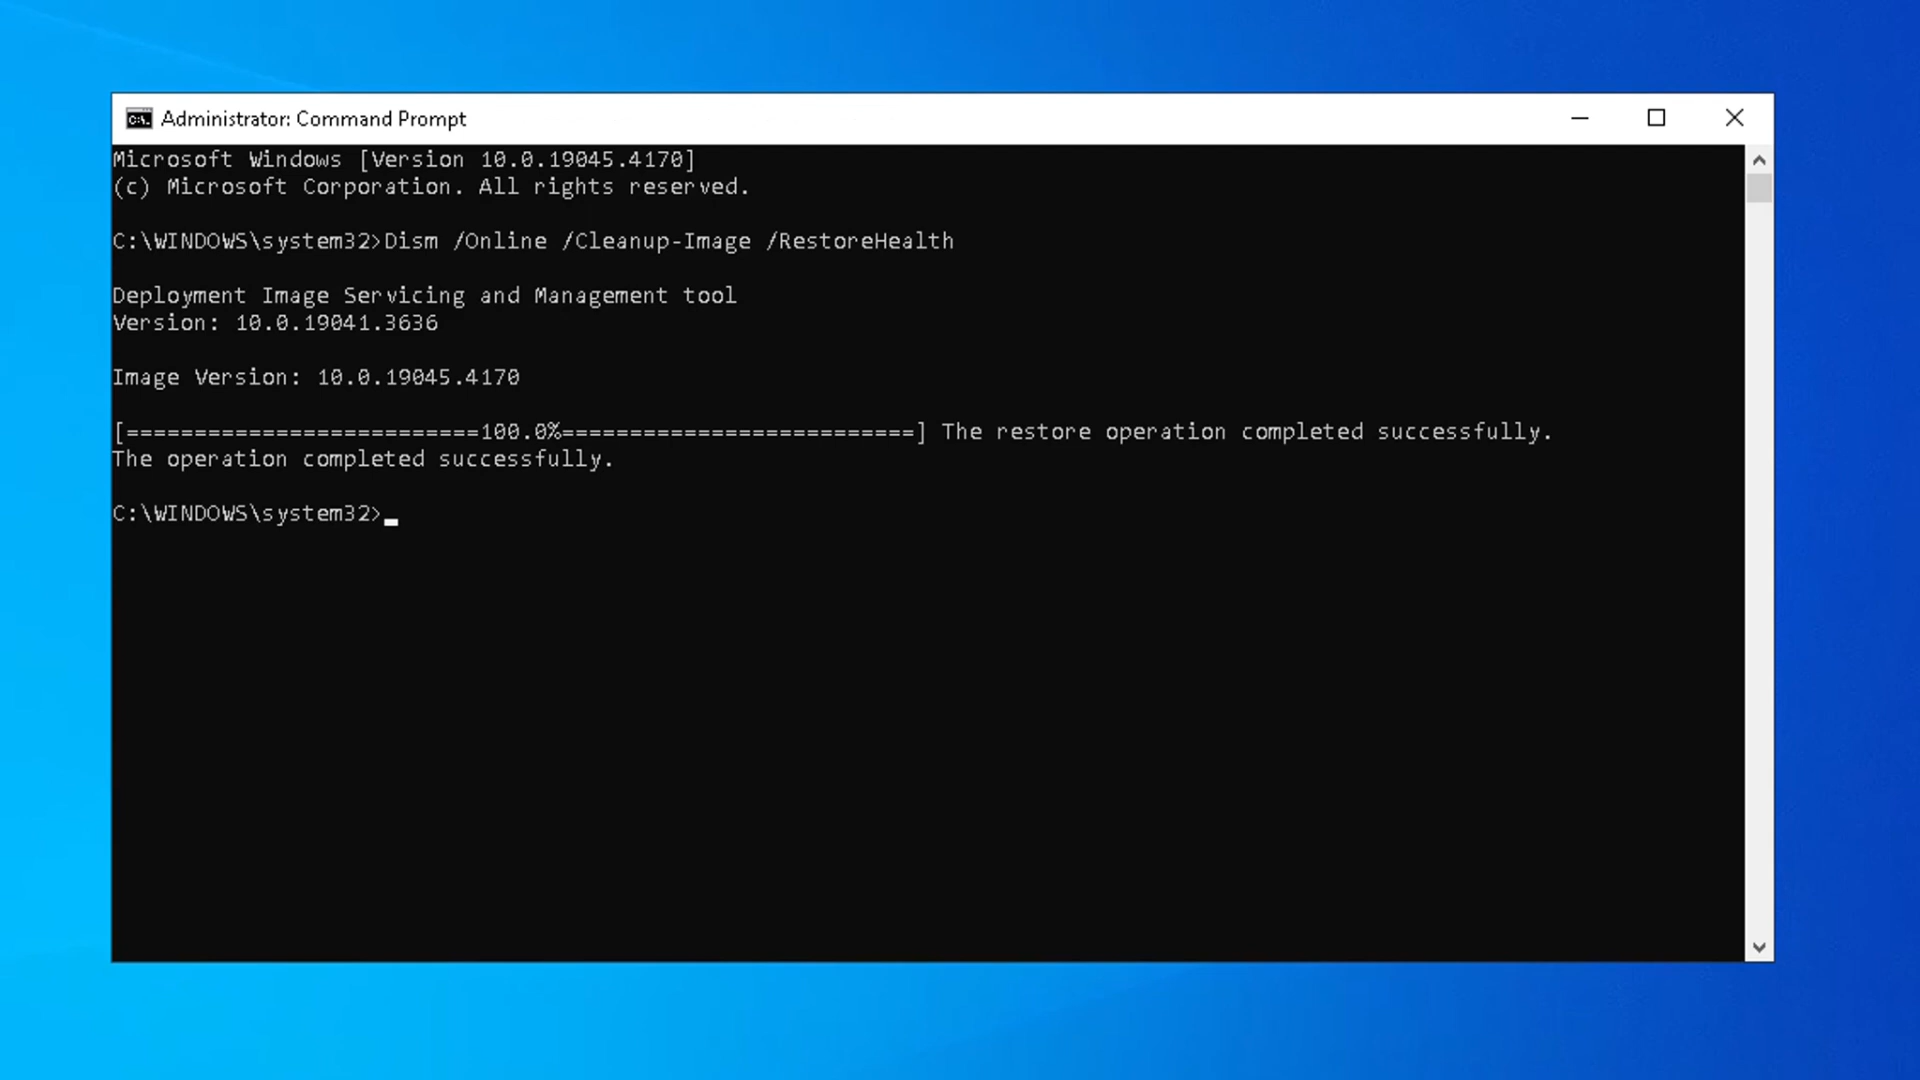 Administrator: Command Prompt
Microsoft Windows [Version 10.0.19045.4170]
(c) Microsoft Corporation. All rights reserved.
C:\WINDOWS\system32>Dism /Online /Cleanup-Image /RestoreHealth
Deployment Image Servicing and Management tool
Version: 10.0.19041.3636
Image Version: 10.0.19045.4170
[==========================100.0%==========================] The restore operation completed successfully.
The operation completed successfully.
C:\WINDOWS\system32>